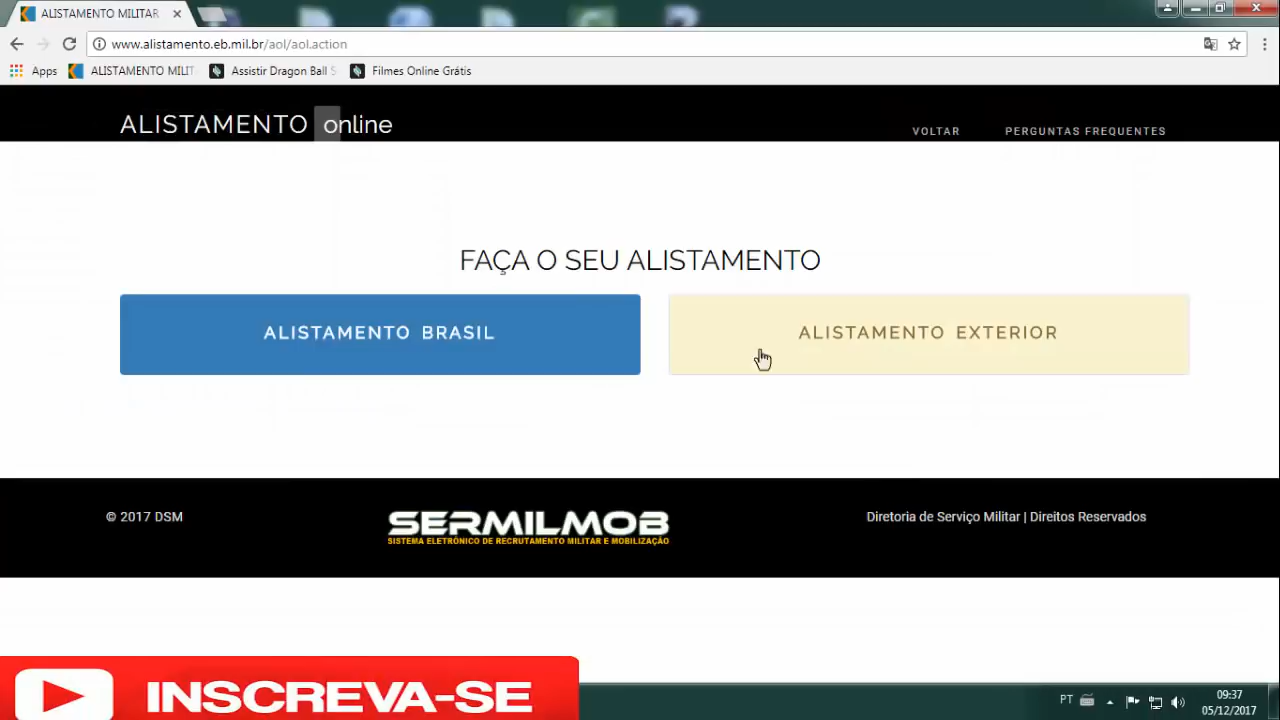 ALISTAMENTO MILITAR
www.alistamento.eb.mil.br/aol/aol.action
Apps ALISTAMENTO MILIT Assistir Dragon Ball S Filmes Online Grátis
ALISTAMENTO online
VOLTAR PERGUNTAS FREQUENTES
FAÇA O SEU ALISTAMENTO
ALISTAMENTO BRASIL ALISTAMENTO EXTERIOR
© 2017 DSM
SERMILMOB
SISTEMA ELETRÔNICO DE RECRUTAMENTO MILITAR E MOBILIZAÇÃO
Diretoria de Serviço Militar | Direitos Reservados
INSCREVA-SE
PT
09:37
05/12/2017